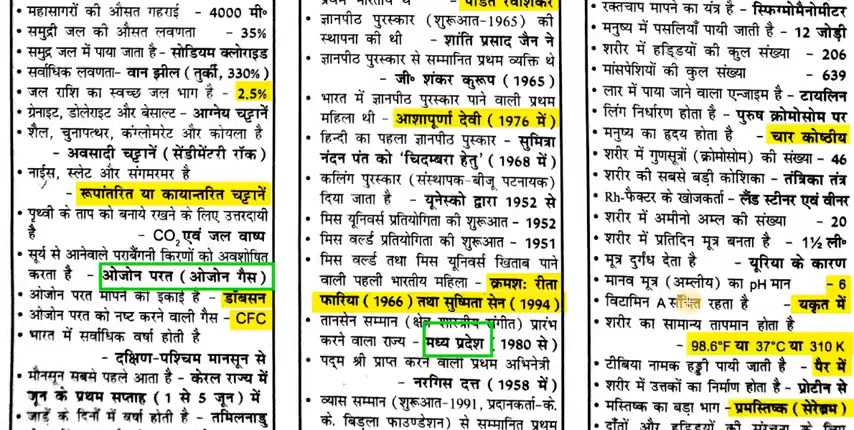 • महासागरों की औसत गहराई - 4000 मी०
• समुद्री जल की औसत लवणता - 35%
• समुद्र जल में पाया जाता है - सोडियम क्लोराइड
• सर्वाधिक लवणता- वान झील (तुर्की, 330%)
• जल राशि का स्वच्छ जल भाग है - 2.5%
• ग्रेनाइट, डोलेराइट और बेसाल्ट - आग्नेय चट्टानें
• शैल, चुनापत्थर, कंग्लोमरेट और कोयला है
- अवसादी चट्टानें (सेडीमेंटरी रॉक)
• नाईस, स्लेट और संगमरमर है
- रूपांतरित या कायान्तरित चट्टानें
• पृथ्वी के ताप को बनाये रखने के लिए उत्तरदायी
है - CO2 एवं जल वाष्प
• सूर्य से आनेवाले पराबैंगनी किरणों को अवशोषित
करता है - ओजोन परत (ओजोन गैस)
• ओजोन परत मापने की इकाई है - डॉबसन
• ओजोन परत को नष्ट करने वाली गैस - CFC
• भारत में सर्वाधिक वर्षा होती है
- दक्षिण-पश्चिम मानसून से
• मौनसून सबसे पहले आता है - केरल राज्य में
जून के प्रथम सप्ताह (1 से 5 जून) में
• जाड़े के दिनों में वर्षा होती है - तमिलनाडु
प्रथम भारतीय थे - पंडित रविशंकर
• ज्ञानपीठ पुरस्कार (शुरूआत-1965) की
स्थापना की थी - शांति प्रसाद जैन ने
• ज्ञानपीठ पुरस्कार से सम्मानित प्रथम व्यक्ति थे
- जी० शंकर कुरूप (1965)
• भारत में ज्ञानपीठ पुरस्कार पाने वाली प्रथम
महिला थी - आशापूर्णा देवी (1976 में)
• हिन्दी का पहला ज्ञानपीठ पुरस्कार - सुमित्रा
नंदन पंत को 'चिदम्बरा हेतु' (1968 में)
• कलिंग पुरस्कार (संस्थापक-बीजू पटनायक)
दिया जाता है - यूनेस्को द्वारा 1952 से
• मिस यूनिवर्स प्रतियोगिता की शुरूआत - 1952
• मिस वर्ल्ड प्रतियोगिता की शुरूआत - 1951
• मिस वर्ल्ड तथा मिस यूनिवर्स खिताब पाने
वाली पहली भारतीय महिला - क्रमशः रीता
फारिया (1966) तथा सुष्मिता सेन (1994)
• तानसेन सम्मान (क्षेत्र शास्त्रीय संगीत) प्रारंभ
करने वाला राज्य - मध्य प्रदेश (1980 से)
• पद्म श्री प्राप्त करने वाली प्रथम अभिनेत्री
- नरगिस दत्त (1958 में)
• व्यास सम्मान (शुरूआत-1991, प्रदानकर्ता-के.
के. बिड़ला फाउण्डेशन) से सम्मानित प्रथम
• रक्तचाप मापने का यंत्र है - स्फिग्मोमैनोमीटर
• मनुष्य में पसलियाँ पायी जाती है - 12 जोड़ी
• शरीर में हड्डियों की कुल संख्या - 206
• मांसपेशियों की कुल संख्या - 639
• लार में पाया जाने वाला एन्जाइम है - टायलिन
• लिंग निर्धारण होता है - पुरुष क्रोमोसोम पर
• मनुष्य का हृदय होता है - चार कोष्ठीय
• शरीर में गुणसूत्रों (क्रोमोसोम) की संख्या - 46
• शरीर की सबसे बड़ी कोशिका - तंत्रिका तंत्र
• Rh-फैक्टर के खोजकर्ता - लैंड स्टीनर एवं वीनर
• शरीर में अमीनो अम्ल की संख्या - 20
• शरीर में प्रतिदिन मूत्र बनता है - 1½ ली०
• मूत्र दुर्गंध देता है - यूरिया के कारण
• मानव मूत्र (अम्लीय) का pH मान - 6
• विटामिन A संचित रहता है - यकृत में
• शरीर का सामान्य तापमान होता है
- 98.6°F या 37°C या 310 K
• टीबिया नामक हड्डी पायी जाती है - पैर में
• शरीर में उत्तकों का निर्माण होता है - प्रोटीन से
• मस्तिष्क का बड़ा भाग - प्रमस्तिष्क (सेरेब्रम)
• दाँतों और हड्डियों की संरचना के लिए